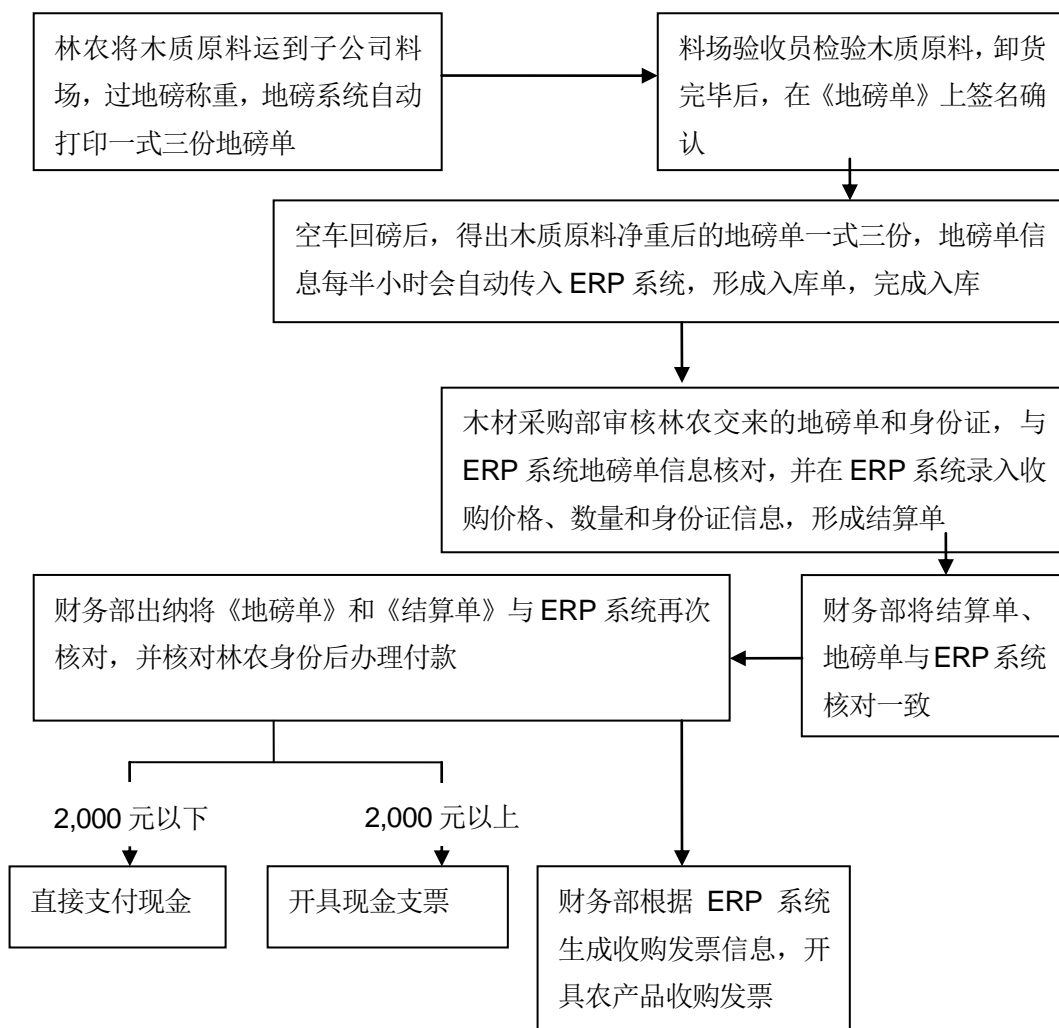 林农将木质原料运到子公司料
场，过地磅称重，地磅系统自动
打印一式三份地磅单
料场验收员检验木质原料，卸货
完毕后，在《地磅单》上签名确
认
空车回磅后，得出木质原料净重后的地磅单一式三份，地磅单信
息每半小时会自动传入 ERP 系统，形成入库单，完成入库
木材采购部审核林农交来的地磅单和身份证，与
ERP 系统地磅单信息核对，并在 ERP 系统录入收
购价格、数量和身份证信息，形成结算单
财务部将结算单、
地磅单与 ERP 系统
核对一致
财务部出纳将《地磅单》和《结算单》与 ERP 系统再次
核对，并核对林农身份后办理付款
2,000 元以下
2,000 元以上
直接支付现金
开具现金支票
财务部根据 ERP 系统
生成收购发票信息，开
具农产品收购发票